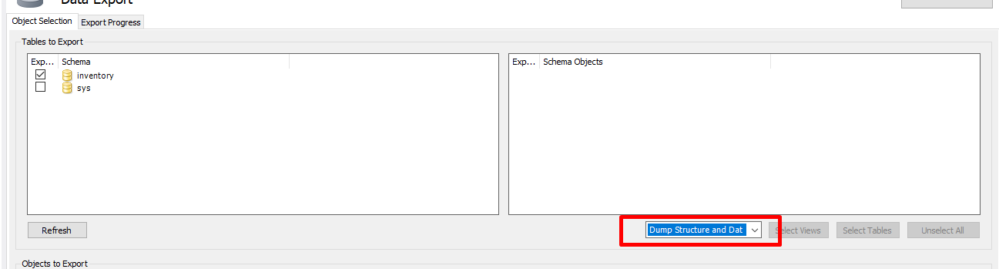 Data Export
Object Selection
Export Progress
Tables to Export
Exp... Schema
inventory
sys
Exp... Schema Objects
Refresh
Dump Structure and Dat
Select Views
Select Tables
Unselect All
Objects to Export